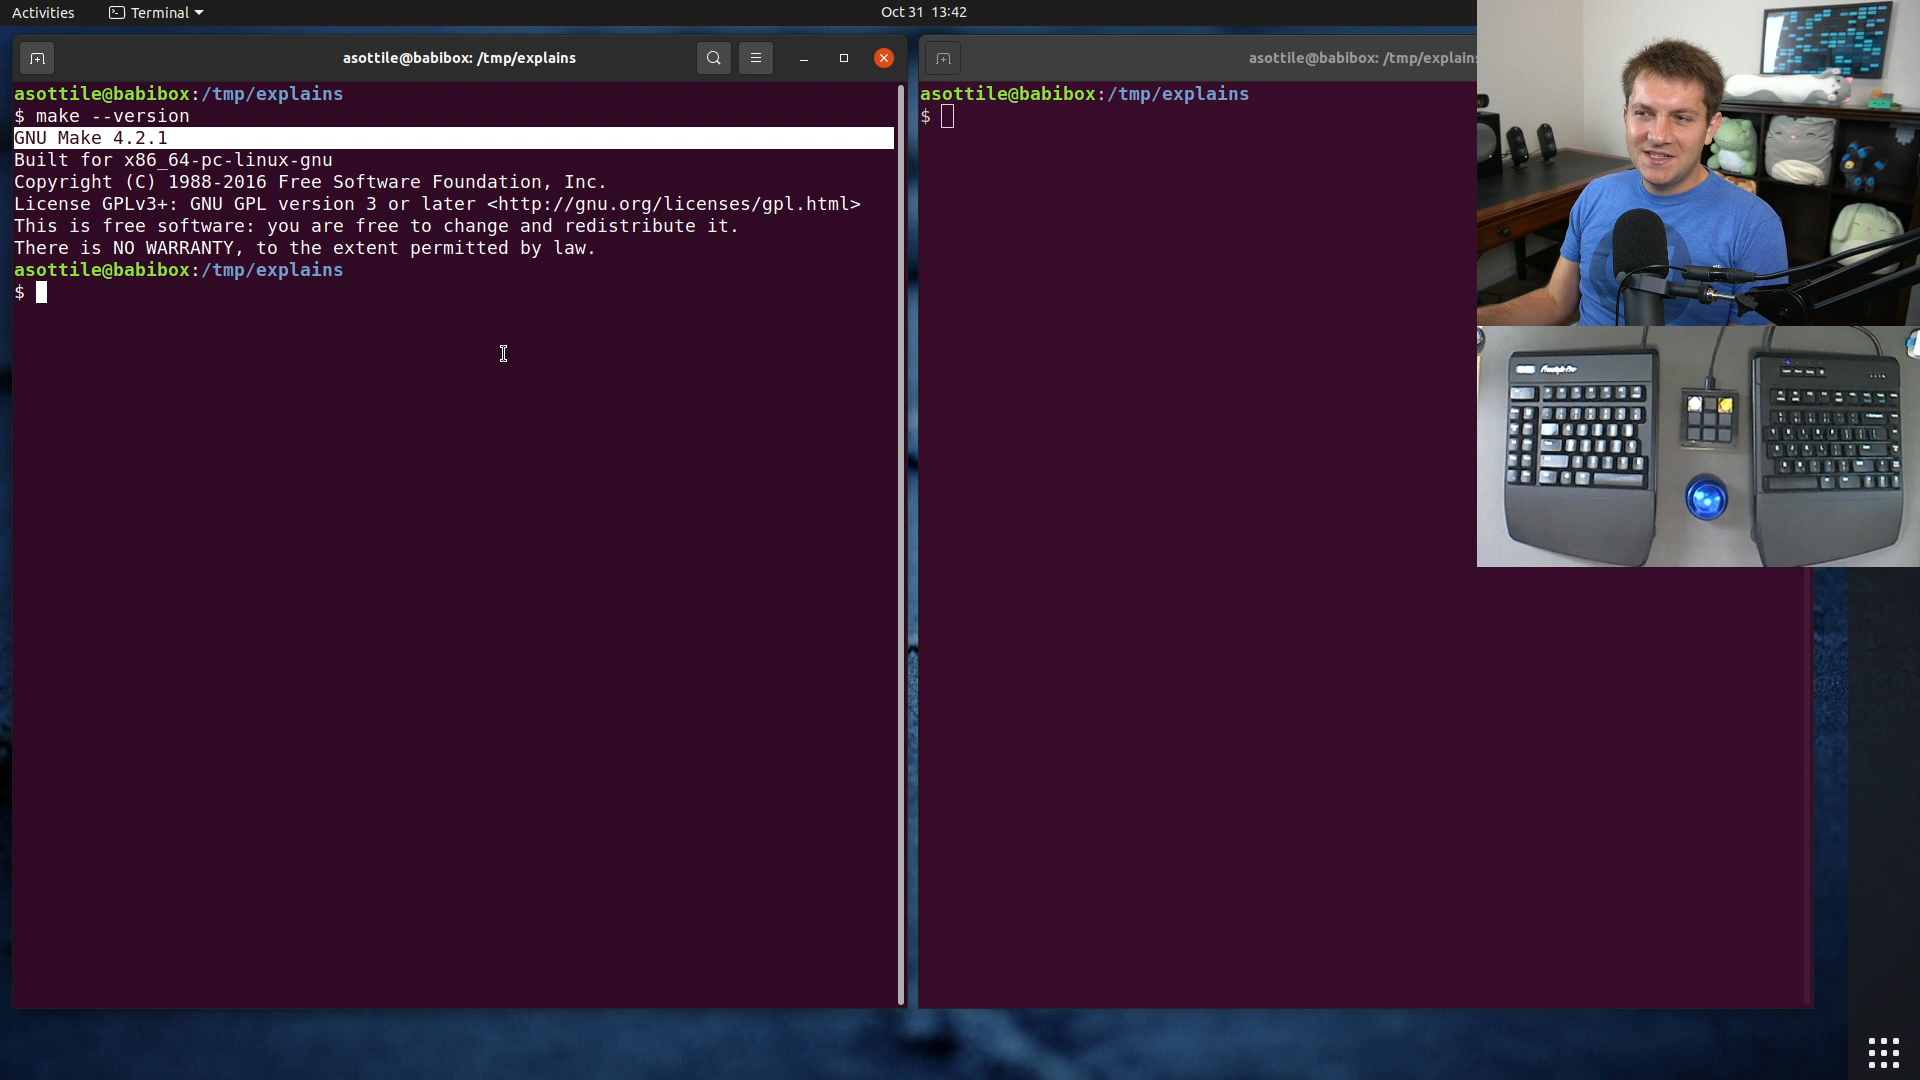 Activities
Terminal
Oct 31 13:42
asottile@babibox: /tmp/explains
asottile@babibox:/tmp/explains
$ make --version
GNU Make 4.2.1
Built for x86_64-pc-linux-gnu
Copyright (C) 1988-2016 Free Software Foundation, Inc.
License GPLv3+: GNU GPL version 3 or later <http://gnu.org/licenses/gpl.html>
This is free software: you are free to change and redistribute it.
There is NO WARRANTY, to the extent permitted by law.
asottile@babibox:/tmp/explains
$
asottile@babibox: /tmp/explains
asottile@babibox:/tmp/explains
$
Freestyle Pro